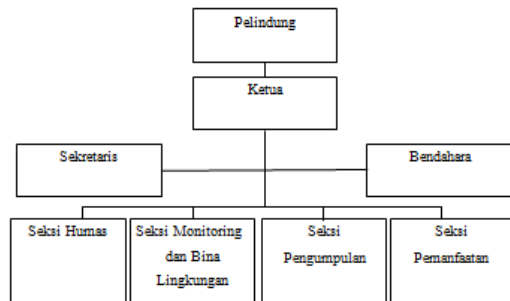 Pelindung
Ketua
Sekretaris
Bendahara
Seksi Humas
Seksi Monitoring
dan Bina
Lingkungan
Seksi
Pengumpulan
Seksi
Pemanfaatan